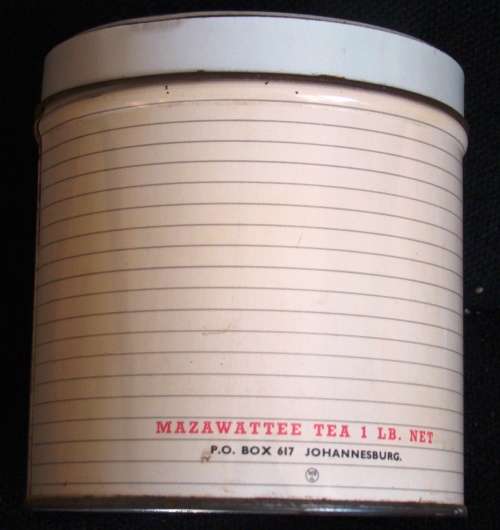 MAZAWATTEE TEA 1 LB. NET
P.O. BOX 617 JOHANNESBURG.